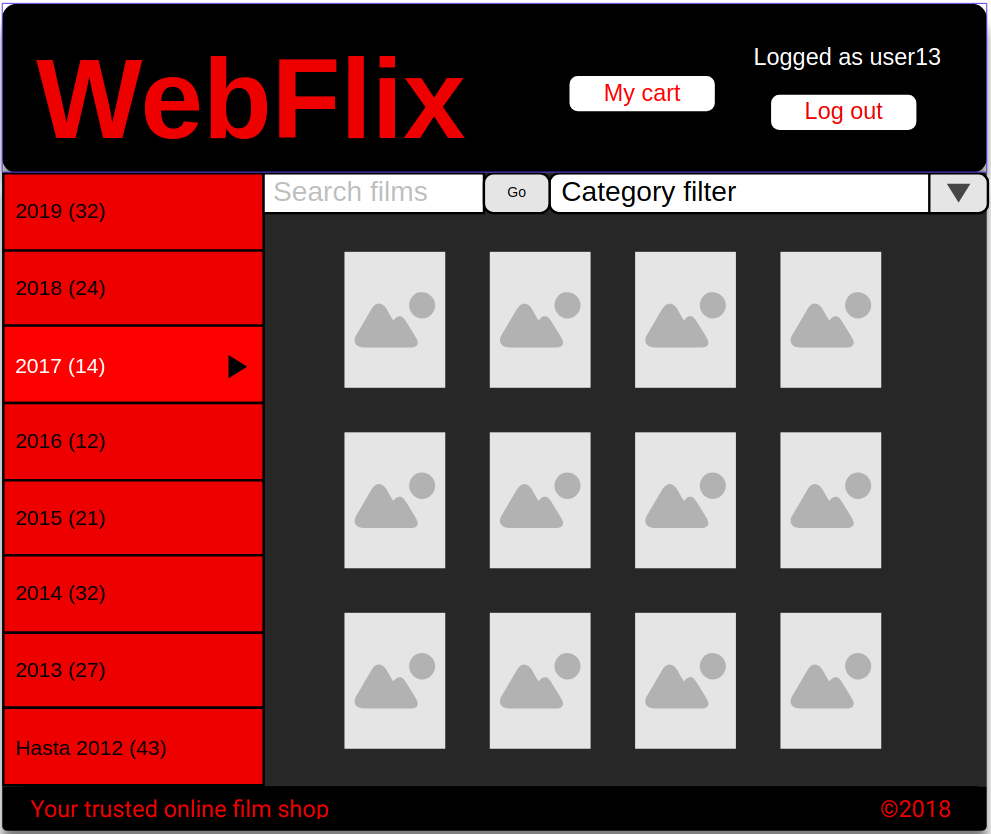 WebFlix
Logged as user13
My cart
Log out
Search films
Go
Category filter
2019 (32)
2018 (24)
2017 (14)
2016 (12)
2015 (21)
2014 (32)
2013 (27)
Hasta 2012 (43)
Your trusted online film shop
©2018